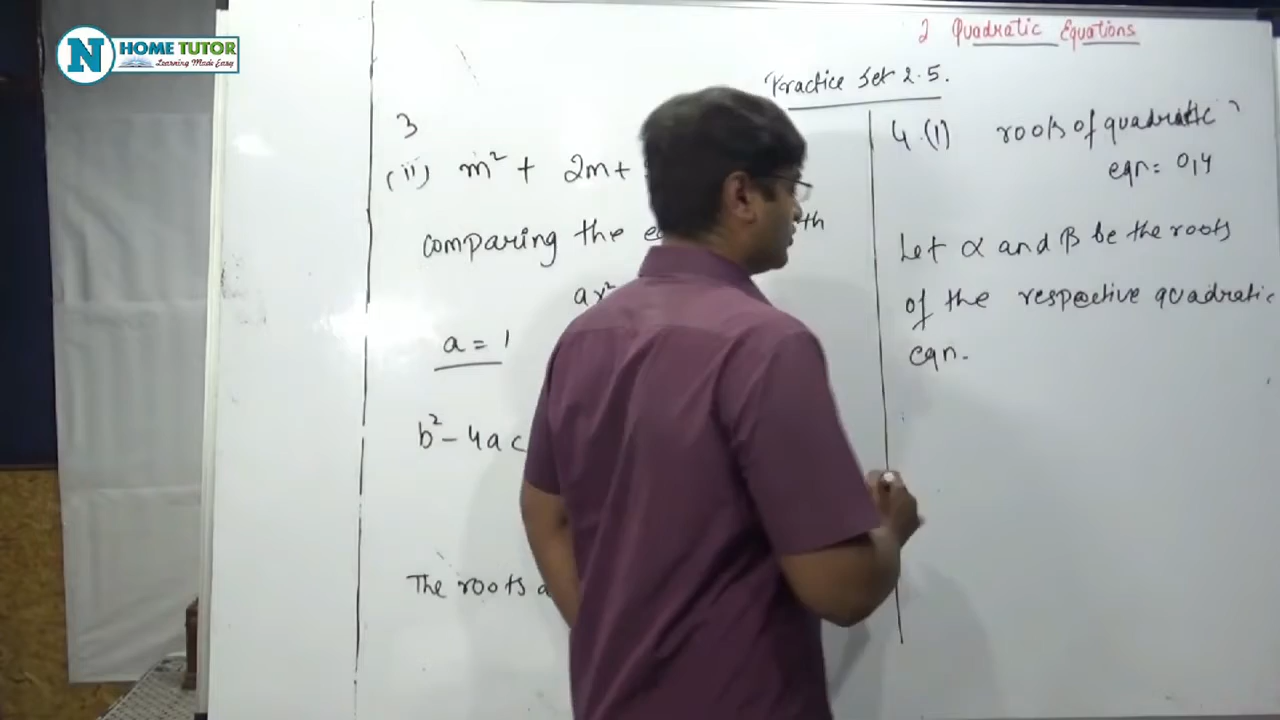 N HOME TUTOR
Learning Made Easy
2 Quadratic Equations
Practice Set 2.5.
3
(ii) m² + 2m +
comparing the
th
ax²
a = 1
b² - 4ac
The roots
4.(1) roots of quadratic
eqn = 0,4
Let α and β be the roots
of the respective quadratic
eqn.